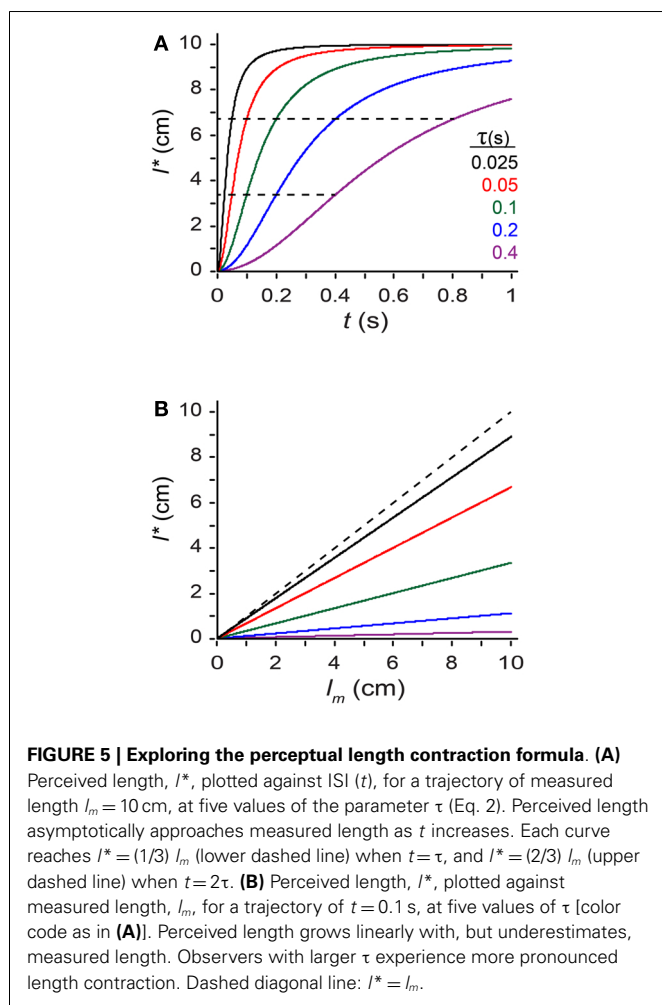 A
10
8
6
4
2
0
l* (cm)
τ(s)
0.025
0.05
0.1
0.2
0.4
0 0.2 0.4 0.6 0.8 1
t (s)
B
10
8
6
4
2
0
l* (cm)
0 2 4 6 8 10
lm (cm)
FIGURE 5 | Exploring the perceptual length contraction formula. (A)
Perceived length, l*, plotted against ISI (t), for a trajectory of measured
length lm = 10 cm, at five values of the parameter τ (Eq. 2). Perceived length
asymptotically approaches measured length as t increases. Each curve
reaches l* = (1/3) lm (lower dashed line) when t = τ, and l* = (2/3) lm (upper
dashed line) when t = 2τ. (B) Perceived length, l*, plotted against
measured length, lm, for a trajectory of t = 0.1 s, at five values of τ [color
code as in (A)]. Perceived length grows linearly with, but underestimates,
measured length. Observers with larger τ experience more pronounced
length contraction. Dashed diagonal line: l* = lm.